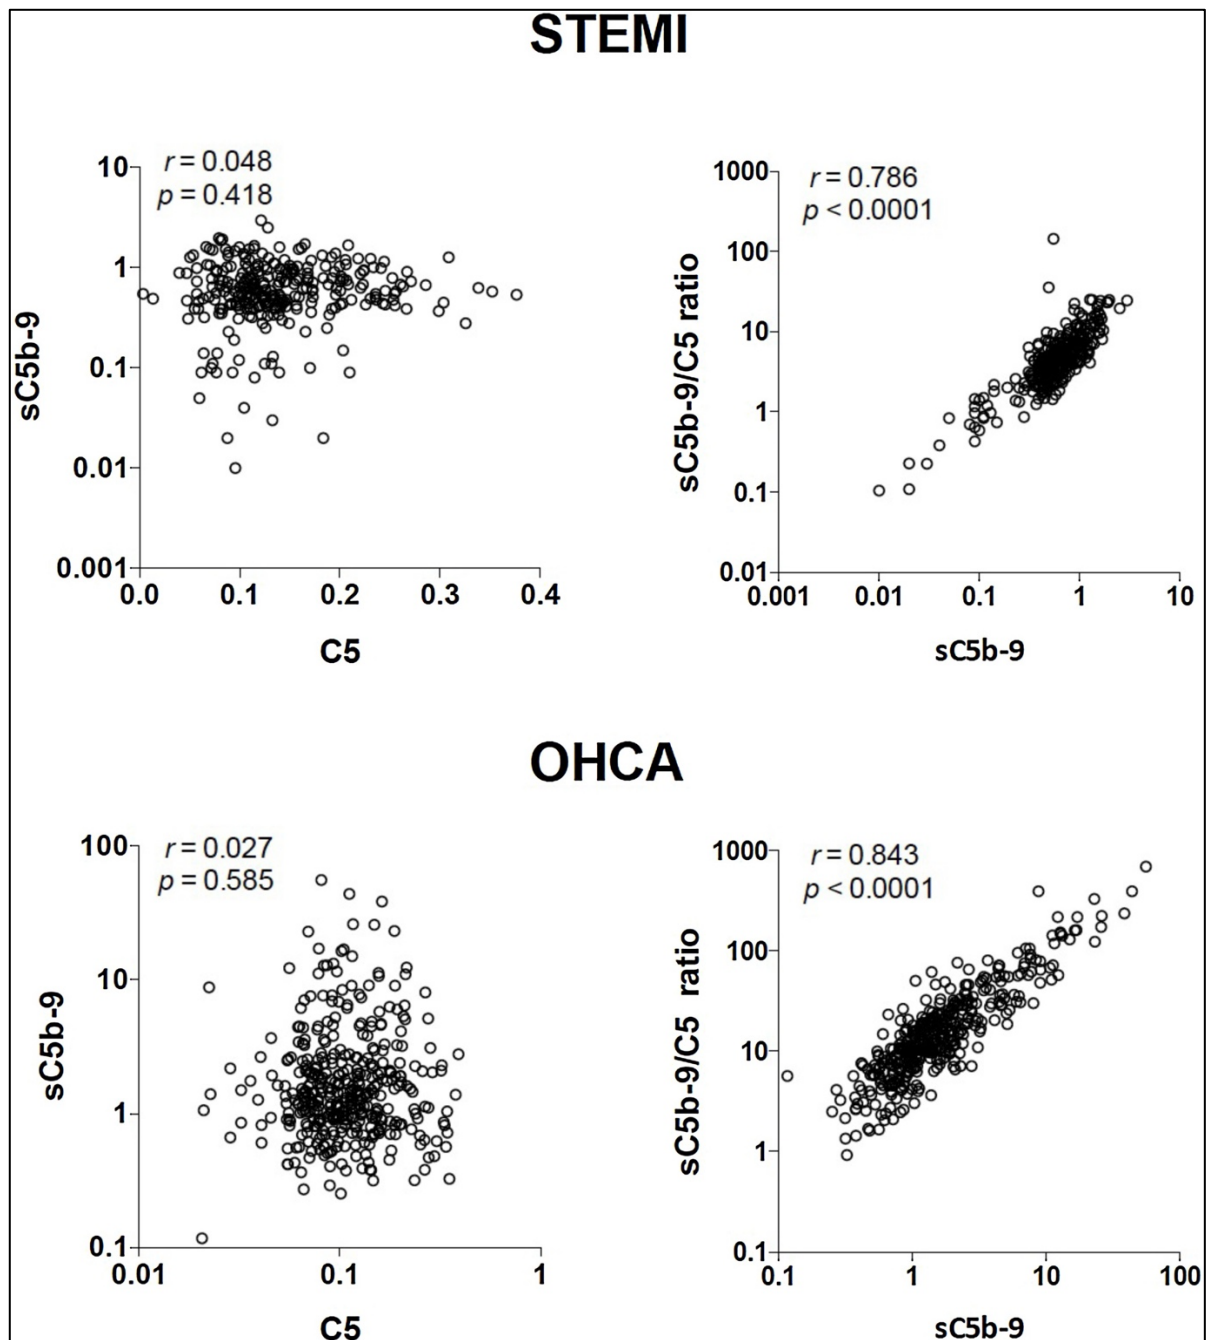 STEMI
r = 0.048
p = 0.418
10
1
0.1
0.01
0.001
0.0 0.1 0.2 0.3 0.4
sC5b-9
C5
r = 0.786
p < 0.0001
1000
100
10
1
0.1
0.01
0.001 0.01 0.1 1 10
sC5b-9/C5 ratio
sC5b-9
OHCA
r = 0.027
p = 0.585
100
10
1
0.1
0.01 0.1 1
sC5b-9
C5
r = 0.843
p < 0.0001
1000
100
10
1
0.1
0.1 1 10 100
sC5b-9/C5 ratio
sC5b-9